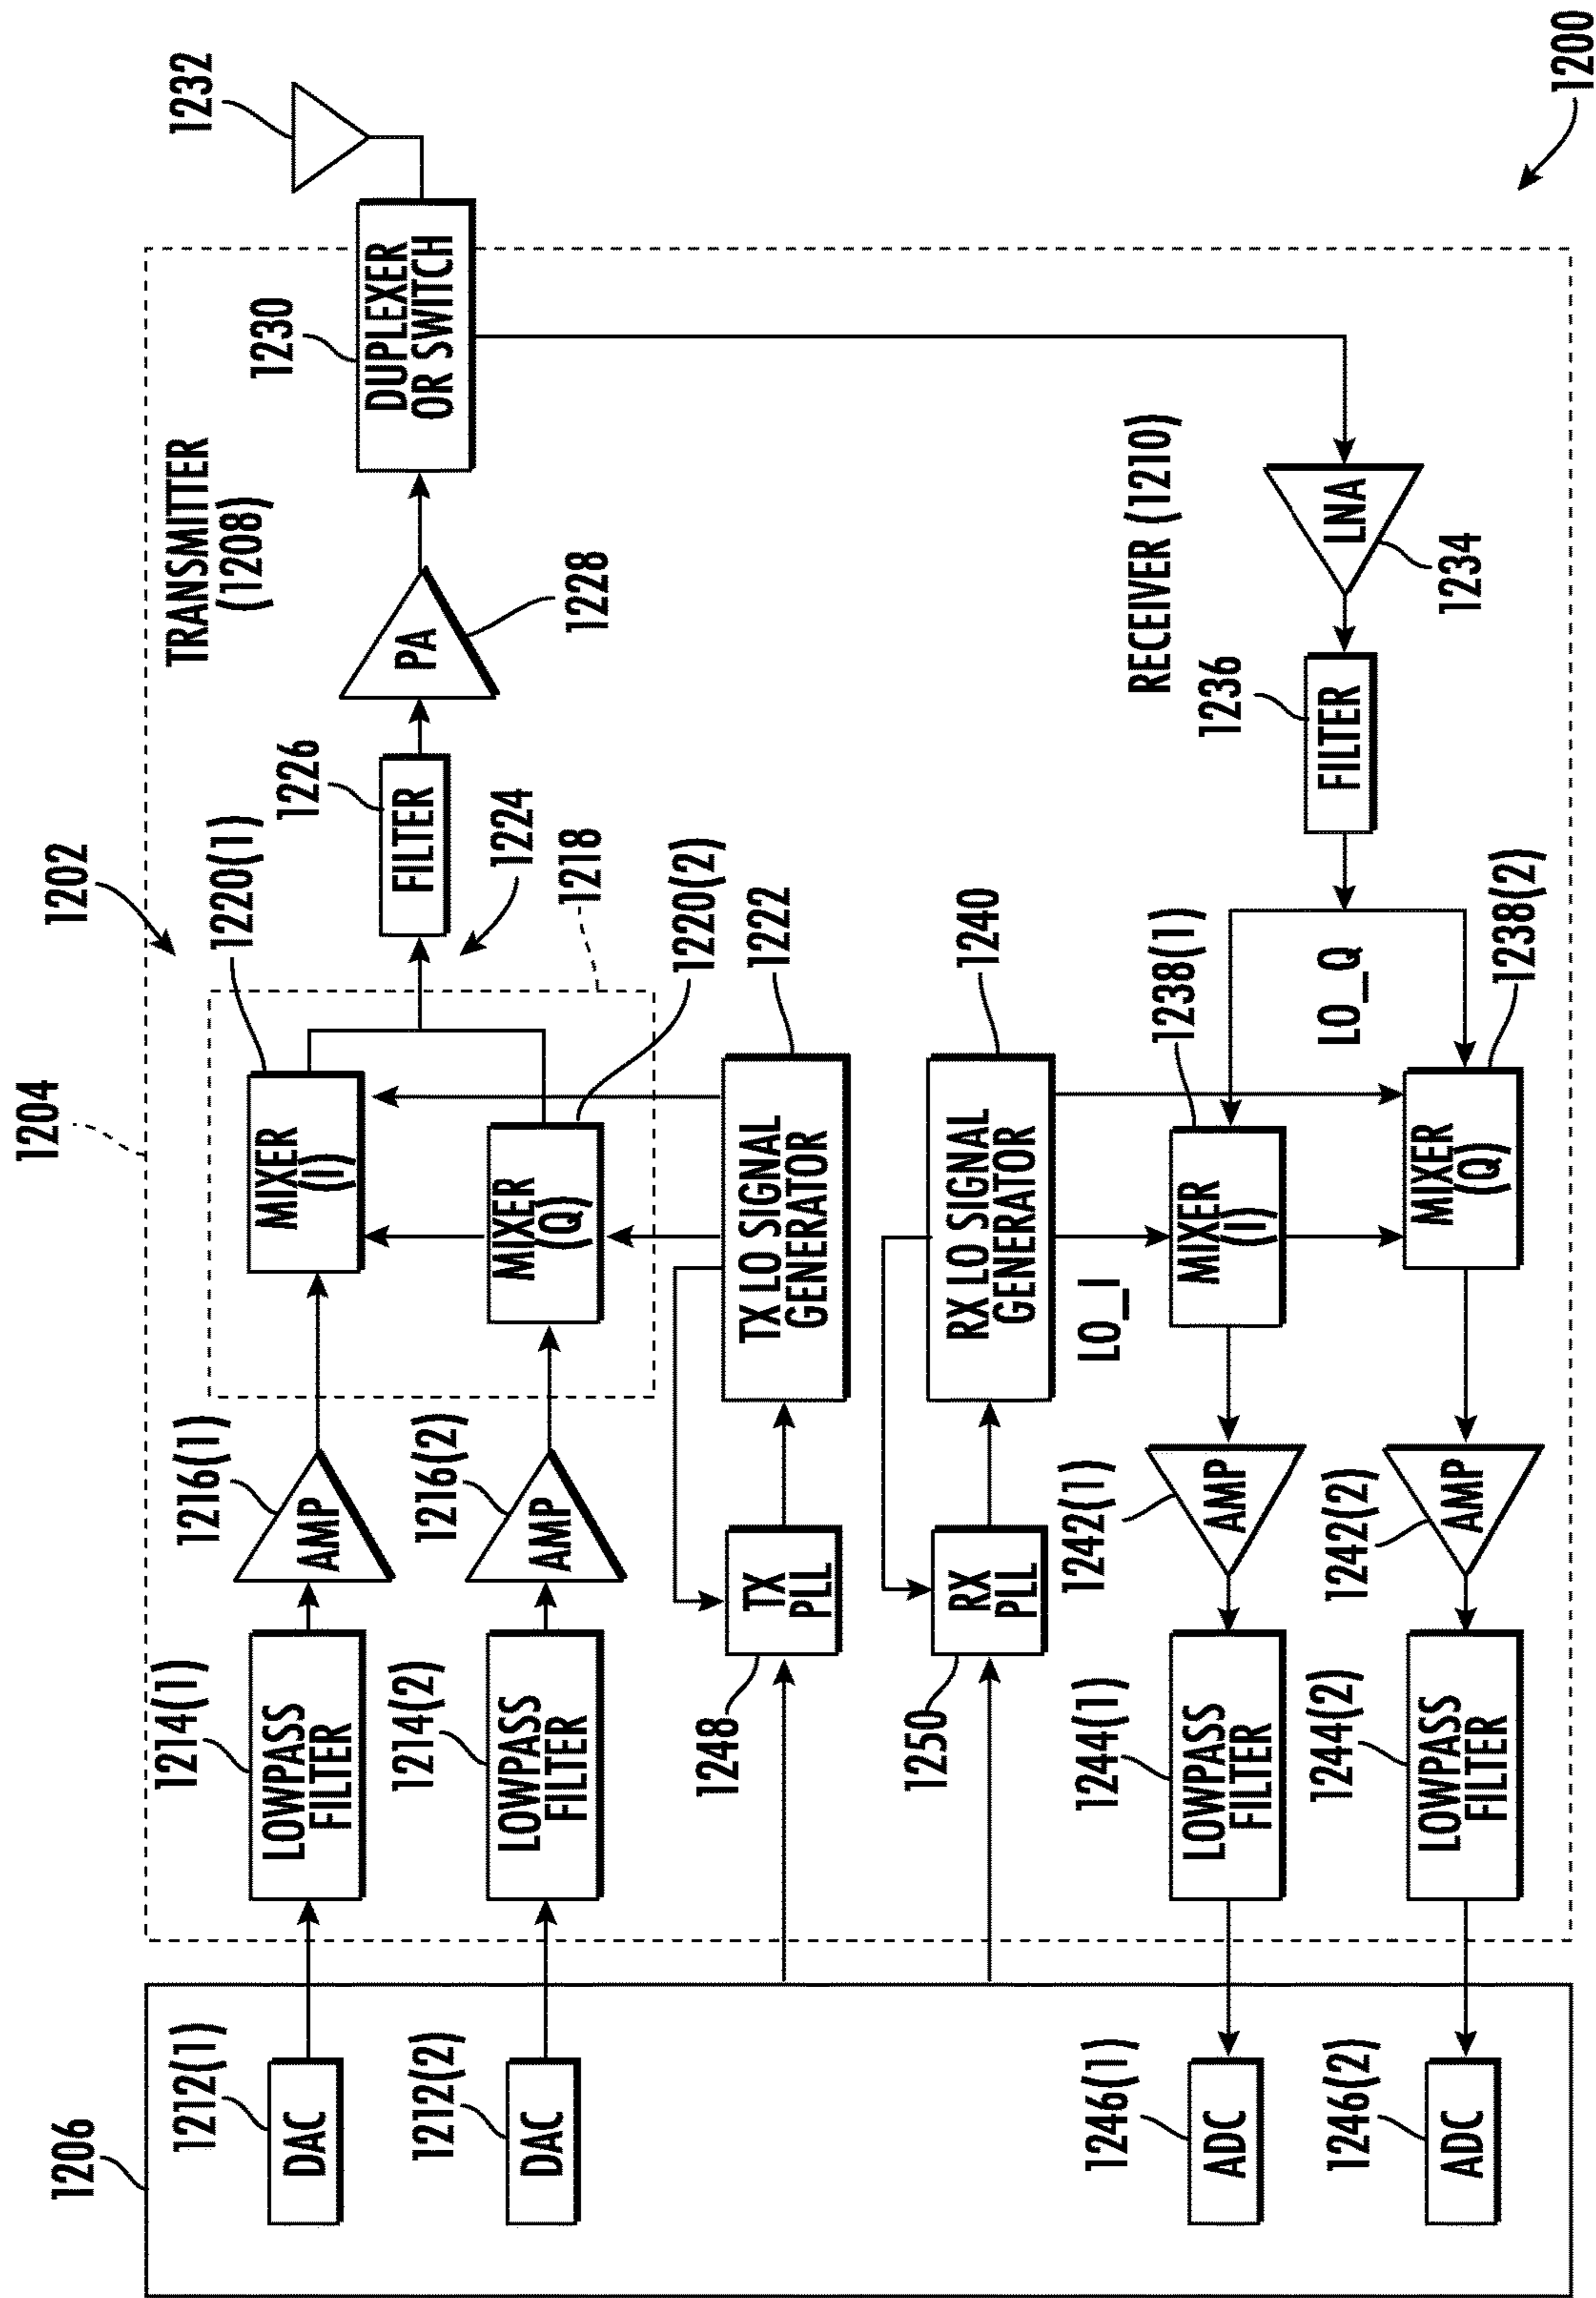 1200
1202
1204
1206
TRANSMITTER
(1208)
1232
1230
DUPLEXER
OR SWITCH
1212(1)
DAC
1214(1)
LOWPASS
FILTER
1216(1)
AMP
1220(1)
MIXER
(I)
1224
1226
FILTER
1228
PA
1212(2)
DAC
1214(2)
LOWPASS
FILTER
1216(2)
AMP
MIXER
(Q)
1220(2)
1218
1248
TX
PLL
TX LO SIGNAL
GENERATOR
1222
1250
RX
PLL
RX LO SIGNAL
GENERATOR
1240
LO_I
LO_Q
RECEIVER (1210)
1246(1)
ADC
1244(1)
LOWPASS
FILTER
1242(1)
AMP
MIXER
(I)
1238(1)
1236
FILTER
LNA
1234
1246(2)
ADC
1244(2)
LOWPASS
FILTER
1242(2)
AMP
MIXER
(Q)
1238(2)